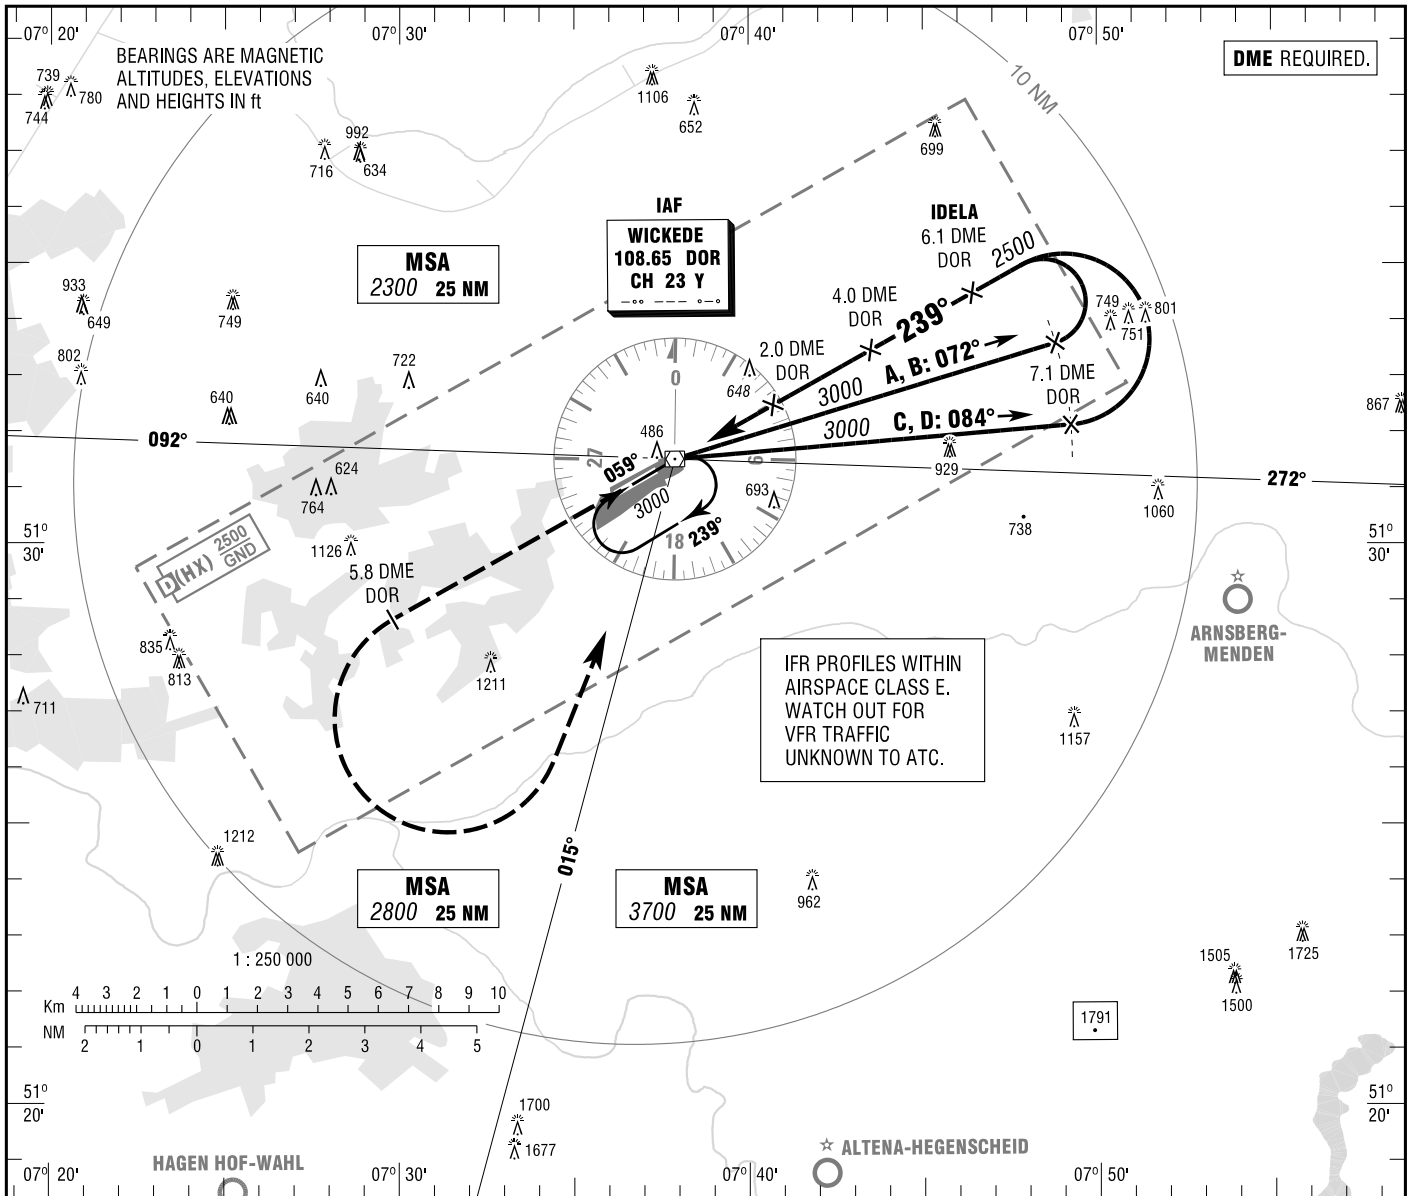 07° 20'
07° 30'
07° 40'
07° 50'
BEARINGS ARE MAGNETIC
ALTITUDES, ELEVATIONS
AND HEIGHTS IN ft
DME REQUIRED.
10 NM
739
744
780
992
716
634
1106
652
699
IAF
WICKEDE
108.65 DOR
CH 23 Y
IDELA
6.1 DME
DOR
2500
MSA
2300 25 NM
933
649
749
802
4.0 DME
DOR
239°
749
751
801
2.0 DME
DOR
A, B: 072°
3000
7.1 DME
DOR
722
640
640
648
0
867
C, D: 084°
3000
092°
486
27
6
929
272°
059°
3000
239°
18
693
624
764
1060
738
51°
30'
51°
30'
D(HX) 2500
GND
1126
5.8 DME
DOR
ARNSBERG-
MENDEN
835
813
711
1211
IFR PROFILES WITHIN
AIRSPACE CLASS E.
WATCH OUT FOR
VFR TRAFFIC
UNKNOWN TO ATC.
1157
1212
015°
MSA
2800 25 NM
MSA
3700 25 NM
962
1505
1500
1725
1 : 250 000
Km 4 3 2 1 0 1 2 3 4 5 6 7 8 9 10
NM 2 1 0 1 2 3 4 5
1791
51°
20'
51°
20'
1700
1677
HAGEN HOF-WAHL
ALTENA-HEGENSCHEID
07° 20'
07° 30'
07° 40'
07° 50'